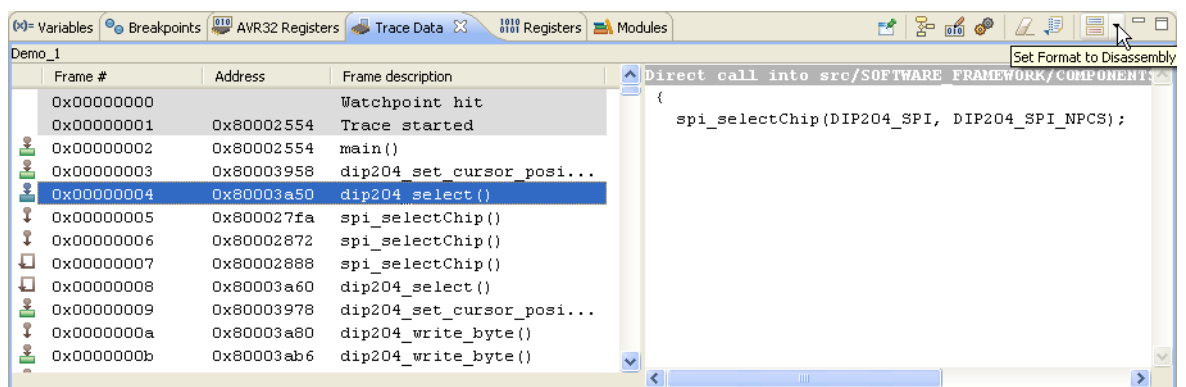 (x)= Variables Breakpoints 010 AVR32 Registers Trace Data 1010 0101 Registers Modules
Demo_1
Set Format to Disassembly
Frame # Address Frame description
Direct call into src/SOFTWARE_FRAMEWORK/COMPONENTS
0x00000000 Watchpoint hit
{
0x00000001 0x80002554 Trace started
spi_selectChip(DIP204_SPI, DIP204_SPI_NPCS);
0x00000002 0x80002554 main()
0x00000003 0x80003958 dip204_set_cursor_posi...
0x00000004 0x80003a50 dip204_select()
0x00000005 0x800027fa spi_selectChip()
0x00000006 0x80002872 spi_selectChip()
0x00000007 0x80002888 spi_selectChip()
0x00000008 0x80003a60 dip204_select()
0x00000009 0x80003978 dip204_set_cursor_posi...
0x0000000a 0x80003a80 dip204_write_byte()
0x0000000b 0x80003ab6 dip204_write_byte()